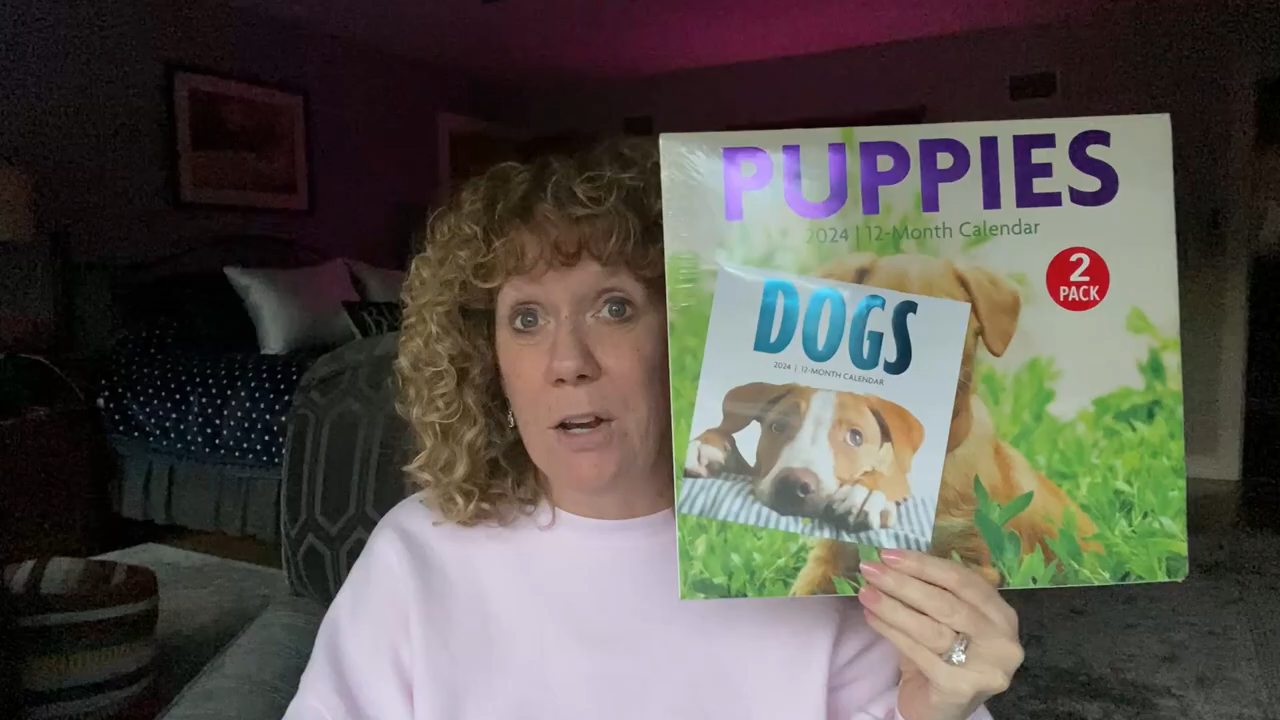 PUPPIES
2024 | 12-Month Calendar
2
PACK
DOGS
2024 | 12-MONTH CALENDAR